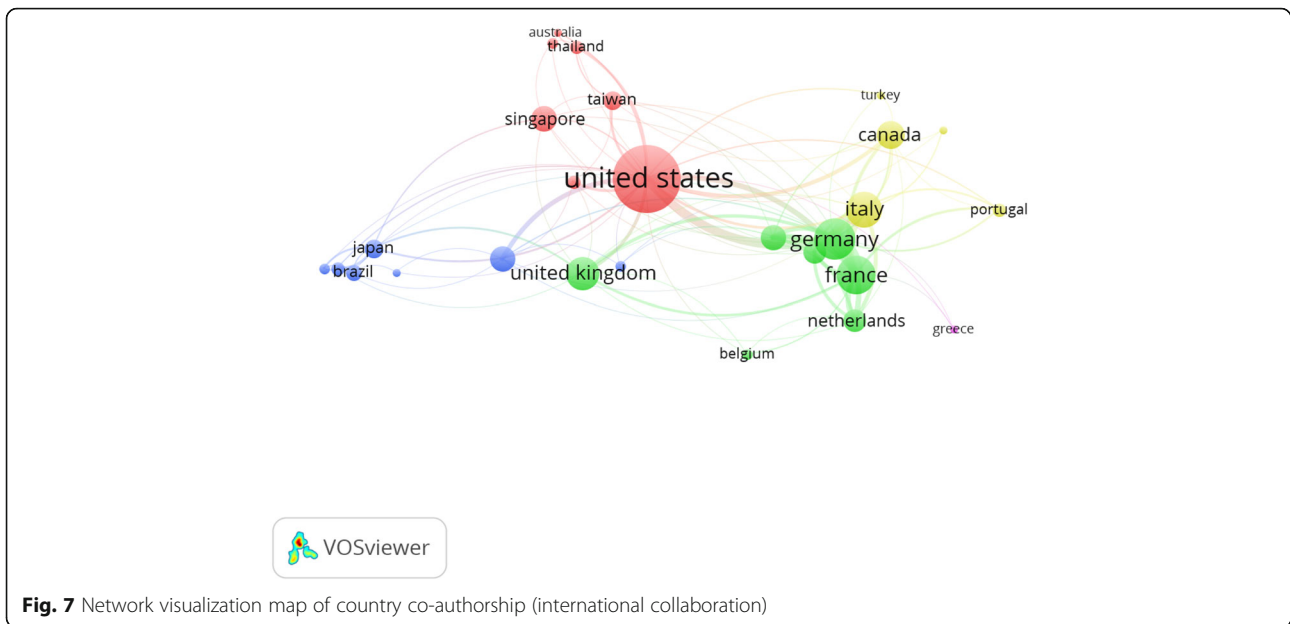 australia
thailand
taiwan
turkey
singapore
canada
united states
italy
portugal
germany
japan
brazil
united kingdom
france
netherlands
greece
belgium
VOSviewer
Fig. 7 Network visualization map of country co-authorship (international collaboration)